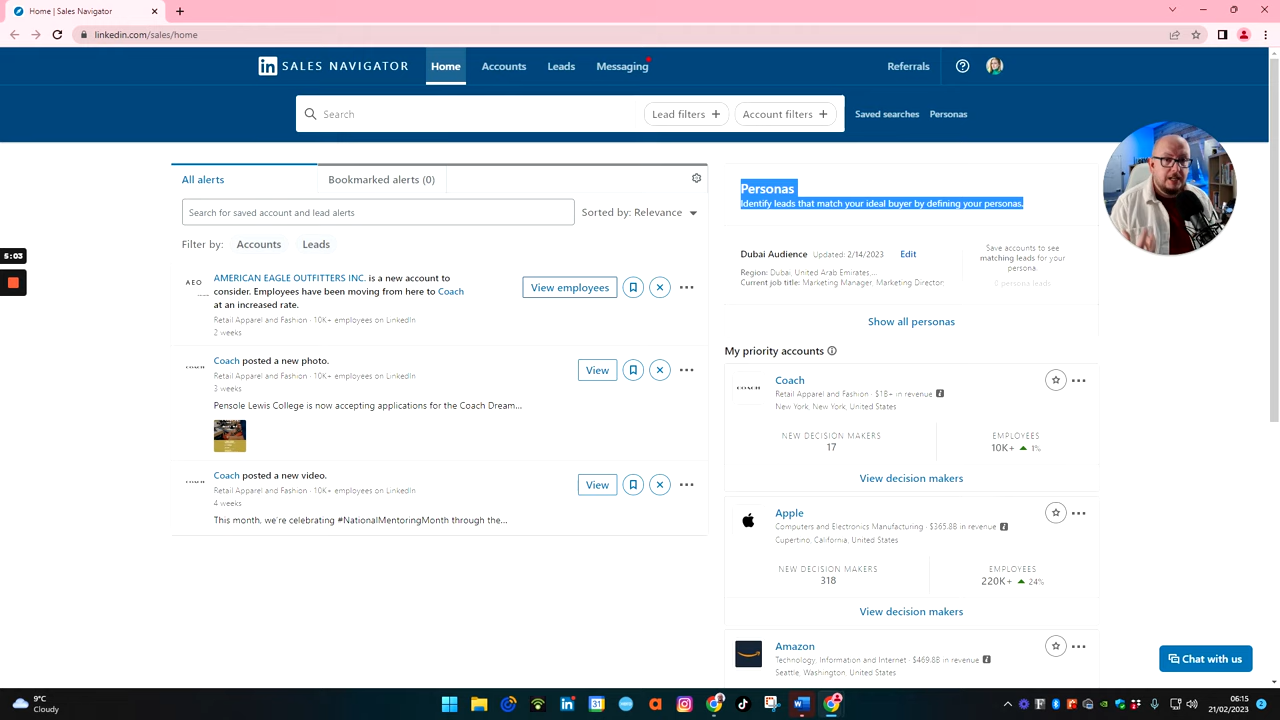 Home | Sales Navigator
linkedin.com/sales/home
in SALES NAVIGATOR
Home
Accounts
Leads
Messaging
Referrals
Search
Lead filters +
Account filters +
Saved searches
Personas
All alerts
Bookmarked alerts (0)
Search for saved account and lead alerts
Sorted by: Relevance
Filter by:
Accounts
Leads
AEO
AMERICAN EAGLE OUTFITTERS INC. is a new account to
consider. Employees have been moving from here to Coach
at an increased rate.
Retail Apparel and Fashion · 10K+ employees on LinkedIn
2 weeks
View employees
COACH
Coach posted a new photo.
Retail Apparel and Fashion · 10K+ employees on LinkedIn
3 weeks
Pensole Lewis College is now accepting applications for the Coach Dream...
View
COACH
Coach posted a new video.
Retail Apparel and Fashion · 10K+ employees on LinkedIn
4 weeks
This month, we're celebrating #NationalMentoringMonth through the...
View
Personas
Identify leads that match your ideal buyer by defining your personas.
Dubai Audience Updated: 2/14/2023 Edit
Region: Dubai, United Arab Emirates,...
Current job title: Marketing Manager, Marketing Director
Save accounts to see
matching leads for your
persona.
0 persona leads
Show all personas
My priority accounts
COACH
Coach
Retail Apparel and Fashion · $1B+ in revenue
New York, New York, United States
NEW DECISION MAKERS
17
EMPLOYEES
10K+ ▲ 1%
View decision makers
Apple
Computers and Electronics Manufacturing · $365.8B in revenue
Cupertino, California, United States
NEW DECISION MAKERS
318
EMPLOYEES
220K+ ▲ 24%
View decision makers
Amazon
Technology, Information and Internet · $469.8B in revenue
Seattle, Washington, United States
Chat with us
5:03
9°C
Cloudy
31
06:15
21/02/2023